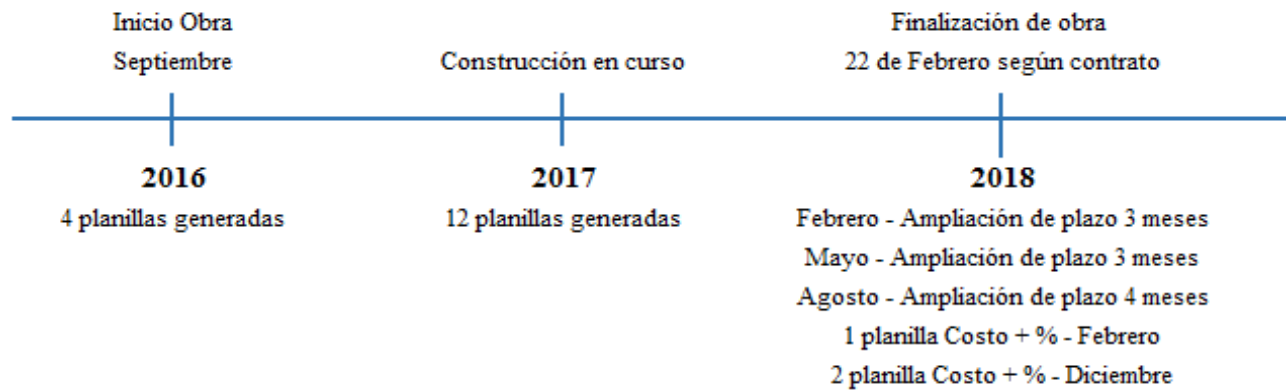 Inicio Obra
Septiembre
Construcción en curso
Finalización de obra
22 de Febrero según contrato
2016
4 planillas generadas
2017
12 planillas generadas
2018
Febrero - Ampliación de plazo 3 meses
Mayo - Ampliación de plazo 3 meses
Agosto - Ampliación de plazo 4 meses
1 planilla Costo + % - Febrero
2 planilla Costo + % - Diciembre